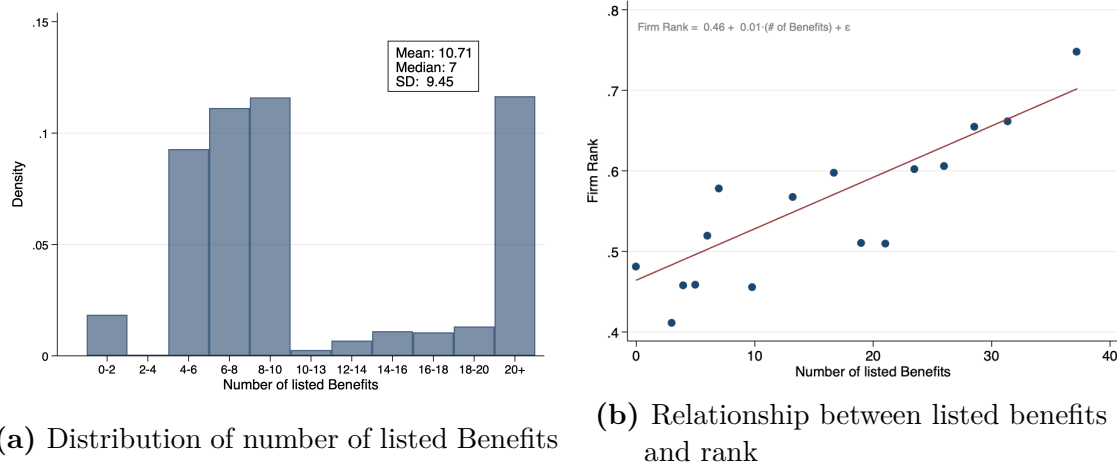 .15
.1
.05
0
Density
Mean: 10.71
Median: 7
SD: 9.45
0-2 2-4 4-6 6-8 8-10 10-13 12-14 14-16 16-18 18-20 20+
Number of listed Benefits
(a) Distribution of number of listed Benefits
.8
.7
.6
.5
.4
Firm Rank
Firm Rank = 0.46 + 0.01·(# of Benefits) + ε
0 10 20 30 40
Number of listed Benefits
(b) Relationship between listed benefits
and rank